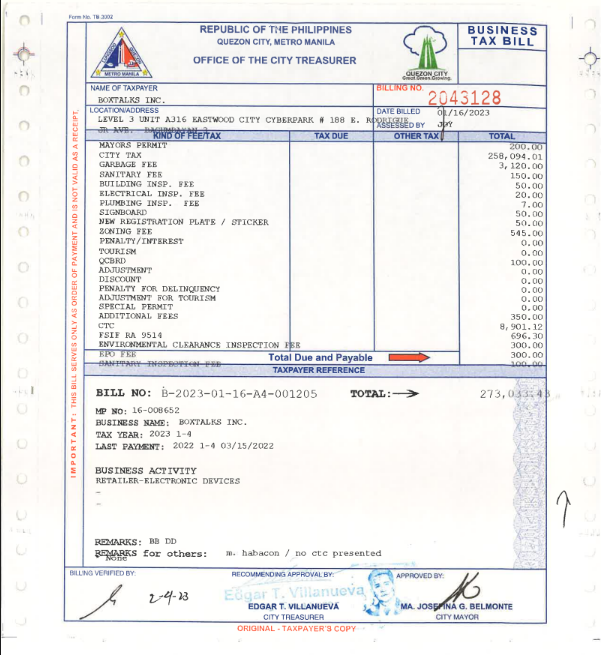 Form No. TM 3002
REPUBLIC OF THE PHILIPPINES
QUEZON CITY, METRO MANILA
OFFICE OF THE CITY TREASURER
METRO MANILA
QUEZON CITY
Great.Green.Growing.
BUSINESS
TAX BILL
NAME OF TAXPAYER
BOXTALKS INC.
BILLING NO.
2043128
LOCATION/ADDRESS
LEVEL 3 UNIT A316 EASTWOOD CITY CYBERPARK # 188 E. RODRIGUE
JR AVE. BAGUMBAYAN
DATE BILLED 01/16/2023
ASSESSED BY
KIND OF FEE/TAX TAX DUE OTHER TAX TOTAL
MAYORS PERMIT 200.00
CITY TAX 258,094.01
GARBAGE FEE 3,120.00
SANITARY FEE 150.00
BUILDING INSP. FEE 50.00
ELECTRICAL INSP. FEE 20.00
PLUMBING INSP. FEE 7.00
SIGNBOARD 50.00
NEW REGISTRATION PLATE / STICKER 50.00
ZONING FEE 545.00
PENALTY/INTEREST 0.00
TOURISM 0.00
QCBRD 100.00
ADJUSTMENT 0.00
DISCOUNT 0.00
PENALTY FOR DELINQUENCY 0.00
ADJUSTMENT FOR TOURISM 0.00
SPECIAL PERMIT 0.00
ADDITIONAL FEES 350.00
CTC 8,901.12
FSIF RA 9514 696.30
ENVIRONMENTAL CLEARANCE INSPECTION FEE 300.00
EPO FEE 300.00
SANITARY INSPECTION FEE 100.00
Total Due and Payable
TAXPAYER REFERENCE
BILL NO: B-2023-01-16-A4-001205 TOTAL: 273,033.43
MP NO: 16-008652
BUSINESS NAME: BOXTALKS INC.
TAX YEAR: 2023 1-4
LAST PAYMENT: 2022 1-4 03/15/2022
BUSINESS ACTIVITY
RETAILER-ELECTRONIC DEVICES
-
-
REMARKS: BB DD
REMARKS for others: m. habacon / no ctc presented
None
IMPORTANT: THIS BILL SERVES ONLY AS ORDER OF PAYMENT AND IS NOT VALID AS A RECEIPT.
BILLING VERIFIED BY:
2-9-23
RECOMMENDING APPROVAL BY:
Edgar T. Villanueva
EDGAR T. VILLANUEVA
CITY TREASURER
APPROVED BY:
MA. JOSEFINA G. BELMONTE
CITY MAYOR
ORIGINAL - TAXPAYER'S COPY